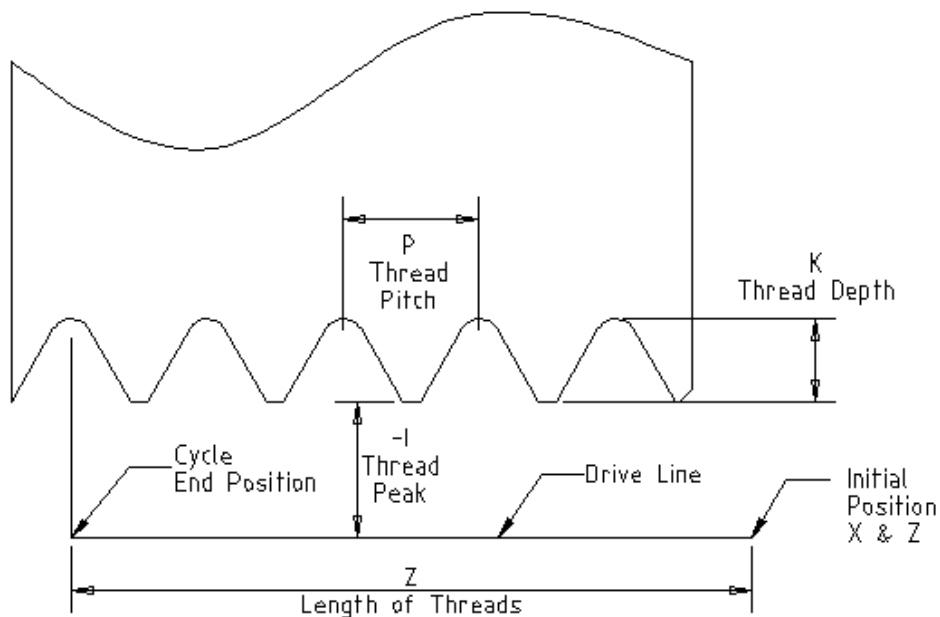 P
Thread
Pitch
K
Thread Depth
-I
Thread
Peak
Cycle
End Position
Drive Line
Initial
Position
X & Z
Z
Length of Threads